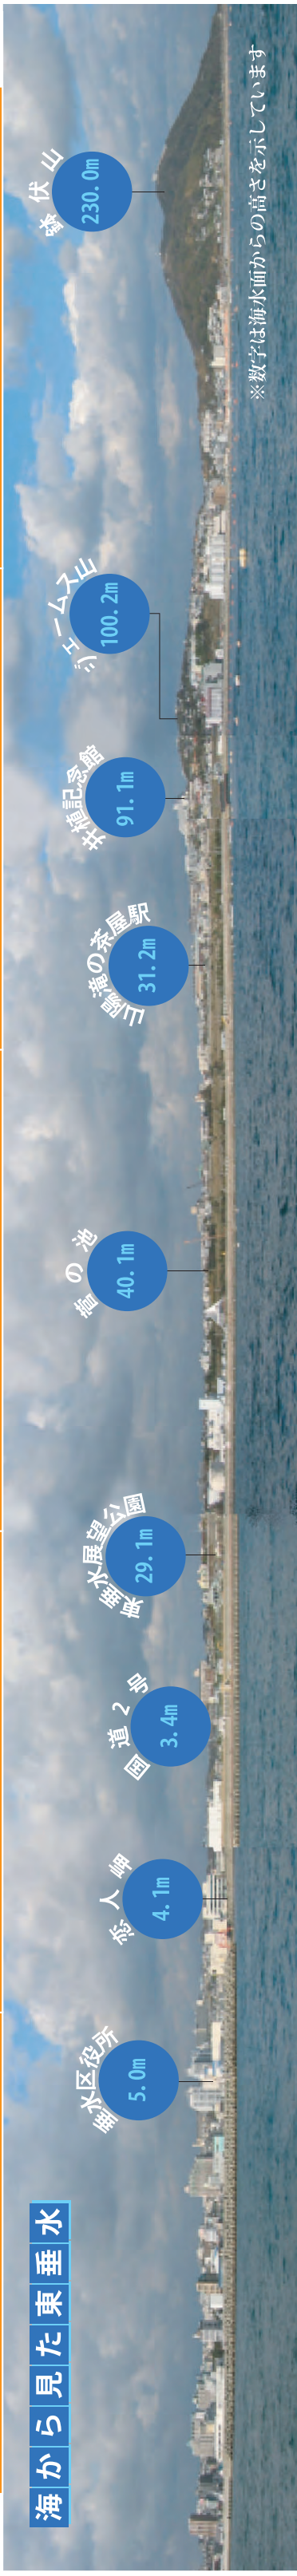 海から見た東垂水
垂水区役所
5.0m
恋人岬
4.1m
国道2号
3.4m
東垂水展望公園
29.1m
菅の池
40.1m
山陽滝の茶屋駅
31.2m
井植記念館
91.1m
ジェームス山
100.2m
鉢伏山
230.0m
※数字は海水面からの高さを示しています